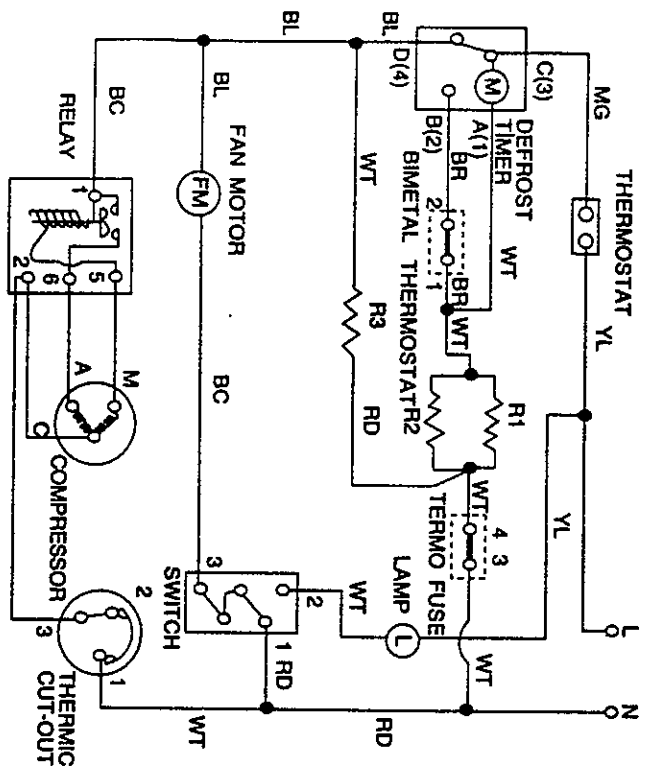 THERMOSTAT
MG
YL
L
N
C(3)
DEFROST
TIMER
M
A(1)
B(2)
D(4)
BL
BL
BR
2
1
BR
WT
WT
BIMETAL THERMOSTAT
R1
R2
YL
WT
4
3
TERMO FUSE
WT
LAMP
L
WT
WT
R3
RD
BL
FAN MOTOR
FM
BC
3
2
1
SWITCH
RD
RD
BC
RELAY
1
2
6
5
A
M
C
COMPRESSOR
2
3
1
THERMIC
CUT-OUT
WT